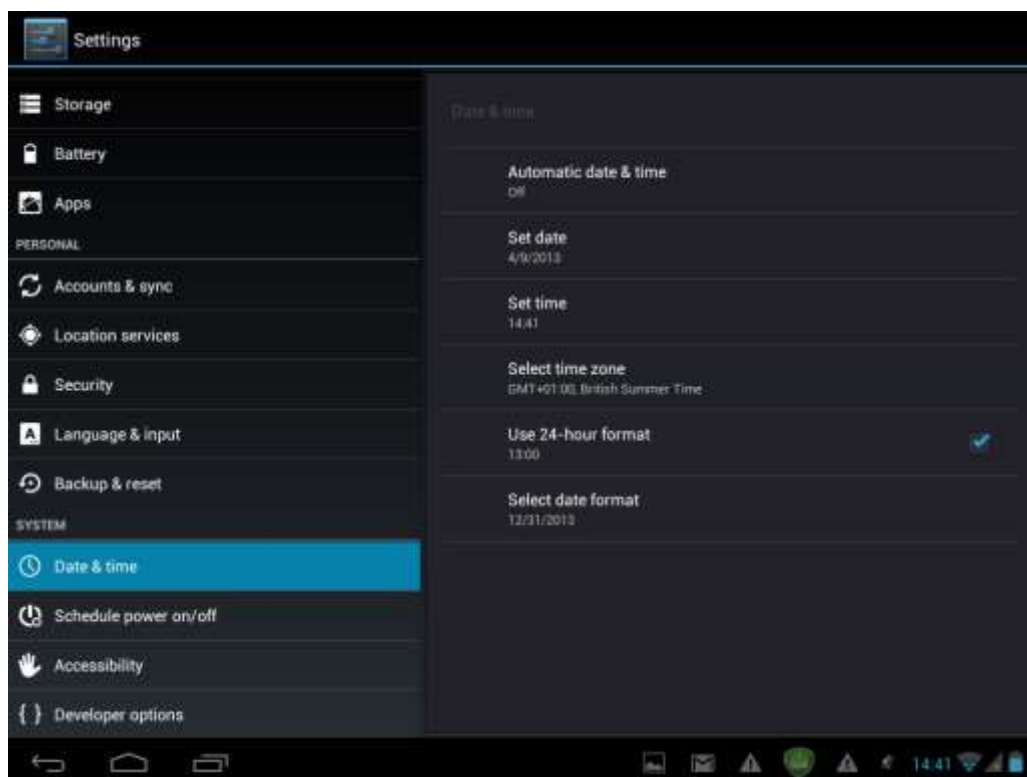 Settings
Storage
Battery
Apps
PERSONAL
Accounts & sync
Location services
Security
Language & input
Backup & reset
SYSTEM
Date & time
Schedule power on/off
Accessibility
{ } Developer options
Date & time
Automatic date & time
Off
Set date
4/9/2013
Set time
14:41
Select time zone
GMT+01:00, British Summer Time
Use 24-hour format
13:00
Select date format
12/31/2013
14:41